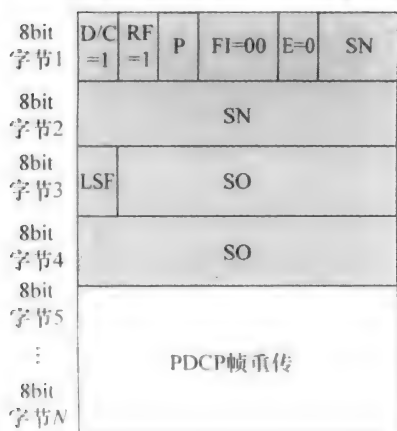 8bit
字节1
D/C
=1
RF
=1
P
FI=00
E=0
SN
8bit
字节2
SN
8bit
字节3
LSF
SO
8bit
字节4
SO
8bit
字节5
⋮
8bit
字节N
PDCP帧重传